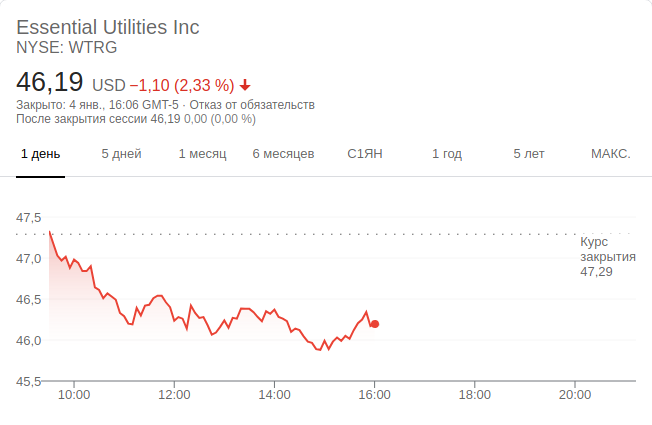 Essential Utilities Inc
NYSE: WTRG
46,19 USD −1,10 (2,33 %)
Закрыто: 4 янв., 16:06 GMT-5 · Отказ от обязательств
После закрытия сессии 46,19 0,00 (0,00 %)
1 день 5 дней 1 месяц 6 месяцев С1ЯН 1 год 5 лет МАКС.
47,5
Курс
закрытия
47,29
47,0
46,5
46,0
45,5
10:00 12:00 14:00 16:00 18:00 20:00